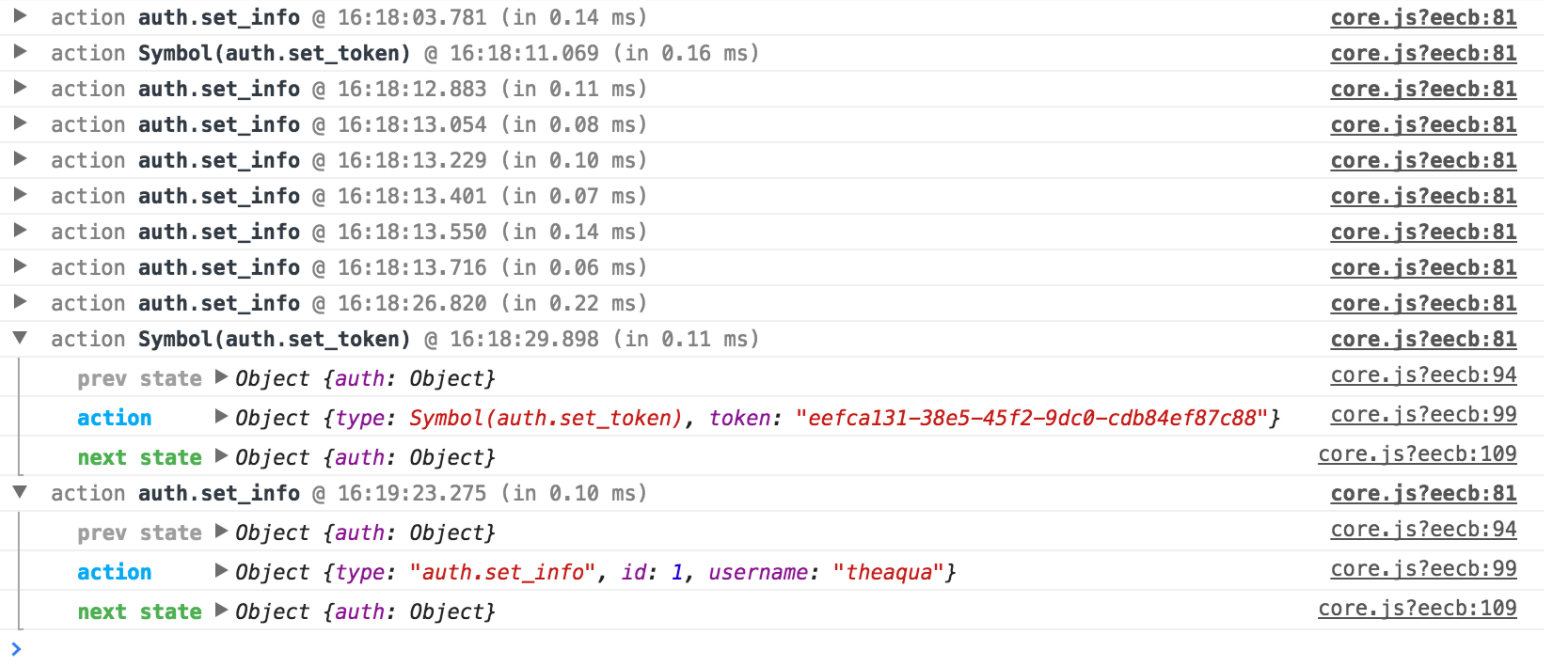 action auth.set_info @ 16:18:03.781 (in 0.14 ms) core.js?eecb:81
action Symbol(auth.set_token) @ 16:18:11.069 (in 0.16 ms) core.js?eecb:81
action auth.set_info @ 16:18:12.883 (in 0.11 ms) core.js?eecb:81
action auth.set_info @ 16:18:13.054 (in 0.08 ms) core.js?eecb:81
action auth.set_info @ 16:18:13.229 (in 0.10 ms) core.js?eecb:81
action auth.set_info @ 16:18:13.401 (in 0.07 ms) core.js?eecb:81
action auth.set_info @ 16:18:13.550 (in 0.14 ms) core.js?eecb:81
action auth.set_info @ 16:18:13.716 (in 0.06 ms) core.js?eecb:81
action auth.set_info @ 16:18:26.820 (in 0.22 ms) core.js?eecb:81
action Symbol(auth.set_token) @ 16:18:29.898 (in 0.11 ms) core.js?eecb:81
prev state Object {auth: Object} core.js?eecb:94
action Object {type: Symbol(auth.set_token), token: "eefca131-38e5-45f2-9dc0-cdb84ef87c88"} core.js?eecb:99
next state Object {auth: Object} core.js?eecb:109
action auth.set_info @ 16:19:23.275 (in 0.10 ms) core.js?eecb:81
prev state Object {auth: Object} core.js?eecb:94
action Object {type: "auth.set_info", id: 1, username: "theaqua"} core.js?eecb:99
next state Object {auth: Object} core.js?eecb:109